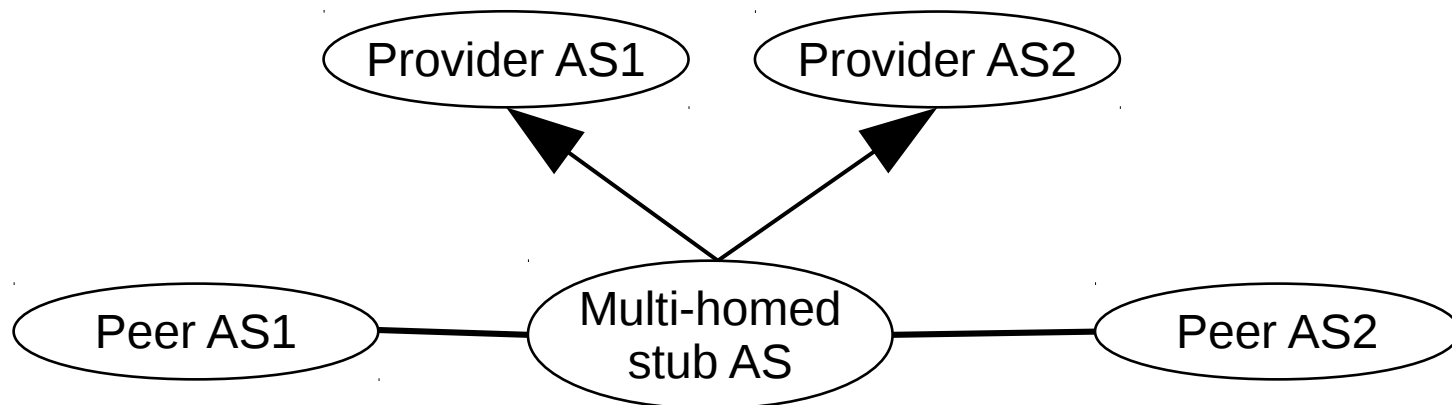 Provider AS1
Provider AS2
Peer AS1
Multi-homed
stub AS
Peer AS2